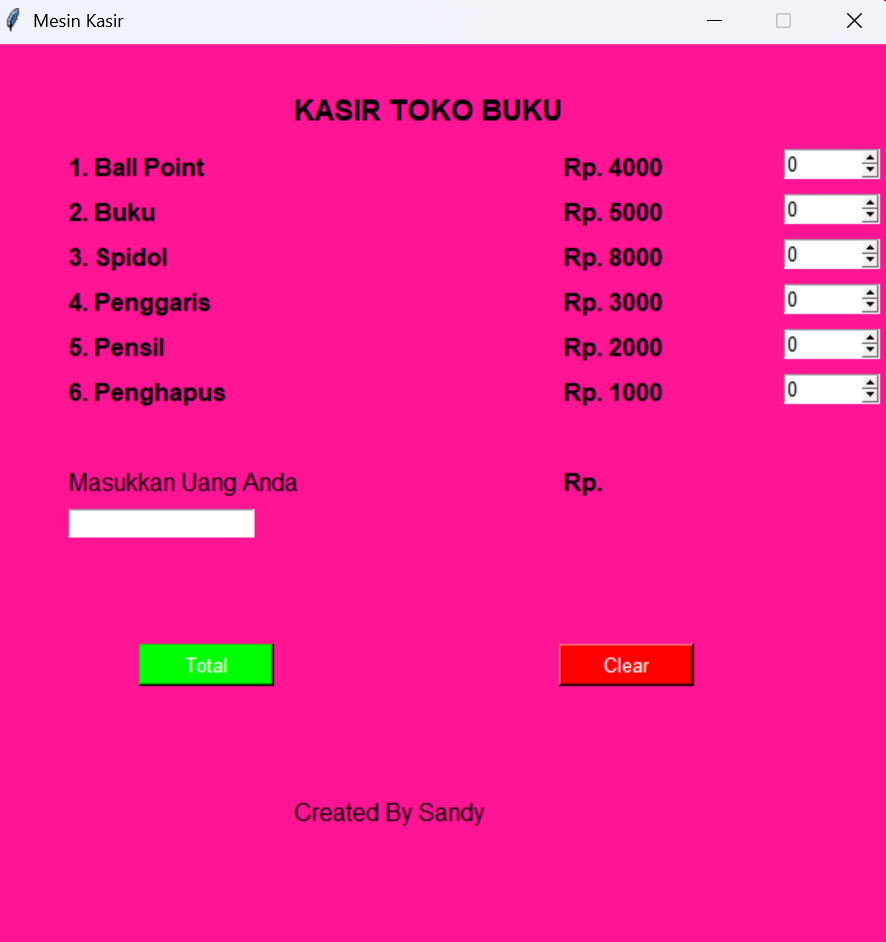 Mesin Kasir
KASIR TOKO BUKU
1. Ball Point Rp. 4000 0
2. Buku Rp. 5000 0
3. Spidol Rp. 8000 0
4. Penggaris Rp. 3000 0
5. Pensil Rp. 2000 0
6. Penghapus Rp. 1000 0
Masukkan Uang Anda Rp.
Total Clear
Created By Sandy